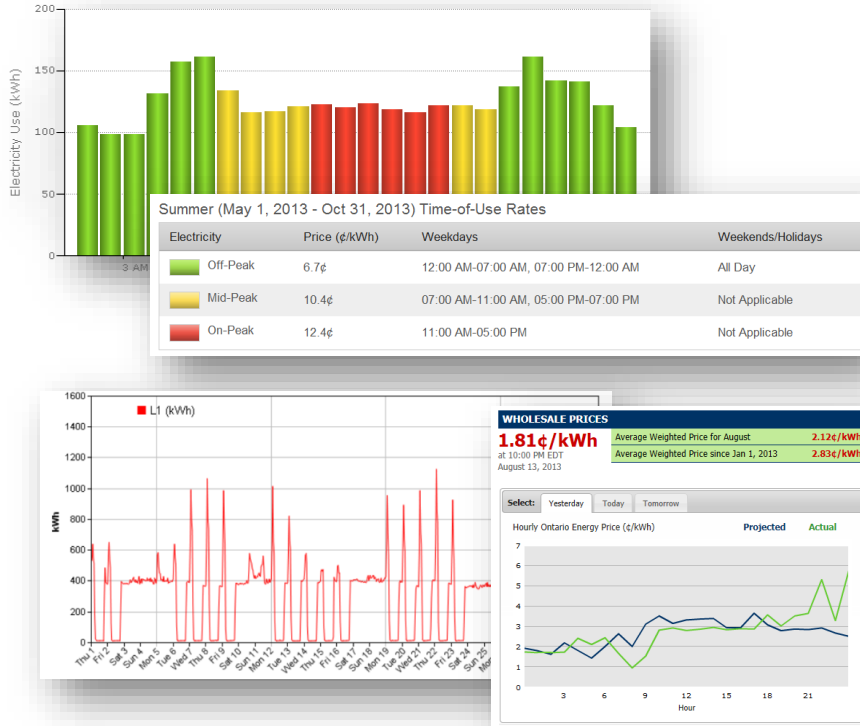 200
150
100
50
0
Electricity Use (kWh)
3 AM
Summer (May 1, 2013 - Oct 31, 2013) Time-of-Use Rates
Electricity Price (¢/kWh) Weekdays Weekends/Holidays
Off-Peak 6.7¢ 12:00 AM-07:00 AM, 07:00 PM-12:00 AM All Day
Mid-Peak 10.4¢ 07:00 AM-11:00 AM, 05:00 PM-07:00 PM Not Applicable
On-Peak 12.4¢ 11:00 AM-05:00 PM Not Applicable
1600
1400
1200
1000
800
600
400
200
0
kWh
L1 (kWh)
Thu 1 Fri 2 Sat 3 Sun 4 Mon 5 Tue 6 Wed 7 Thu 8 Fri 9 Sat 10 Sun 11 Mon 12 Tue 13 Wed 14 Thu 15 Fri 16 Sat 17 Sun 18 Mon 19 Tue 20 Wed 21 Thu 22 Fri 23 Sat 24 Sun 25
WHOLESALE PRICES
1.81¢/kWh
at 10:00 PM EDT
August 13, 2013
Average Weighted Price for August 2.12¢/kWh
Average Weighted Price since Jan 1, 2013 2.83¢/kWh
Select: Yesterday Today Tomorrow
Hourly Ontario Energy Price (¢/kWh) Projected Actual
7
6
5
4
3
2
1
0
3 6 9 12 15 18 21
Hour